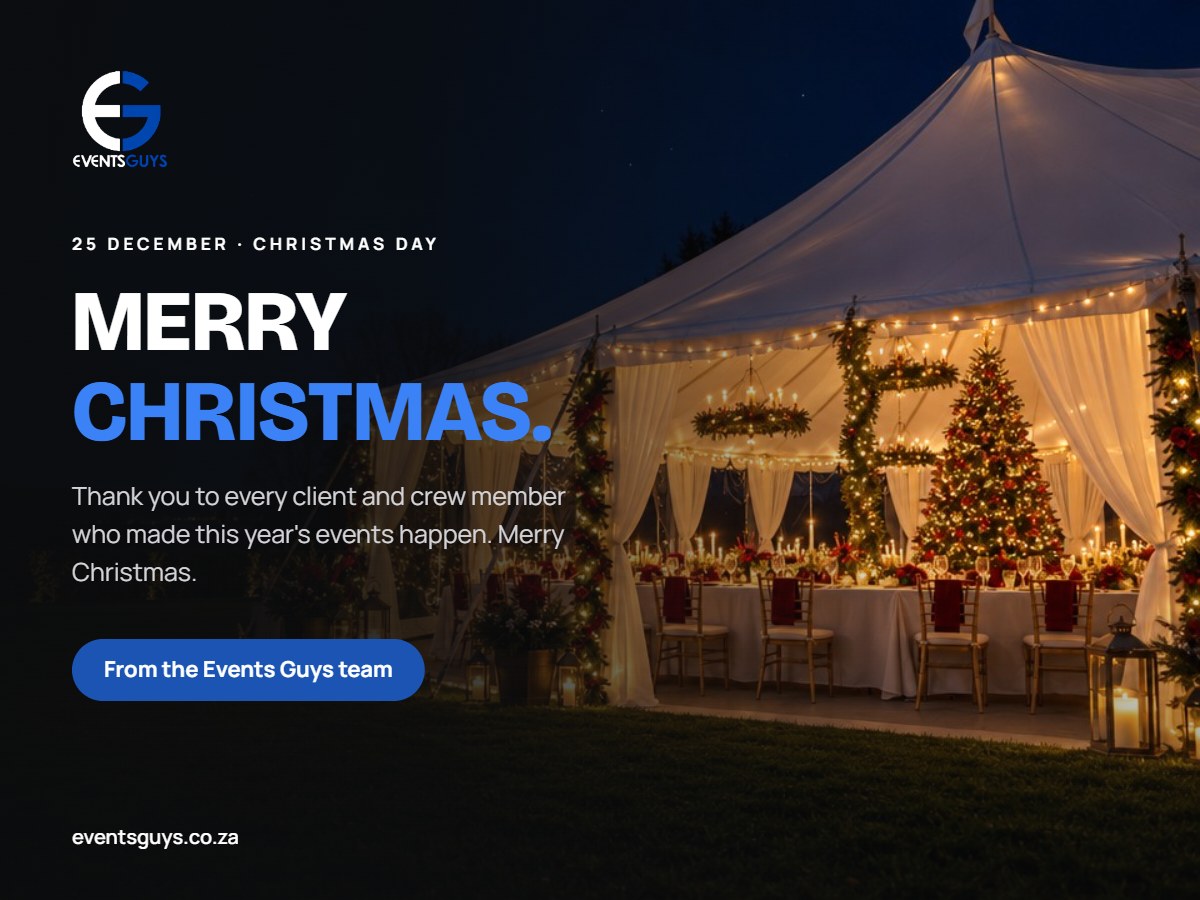 EVENTSGUYS
25 DECEMBER · CHRISTMAS DAY
MERRY
CHRISTMAS.
Thank you to every client and crew member
who made this year's events happen. Merry
Christmas.
From the Events Guys team
eventsguys.co.za